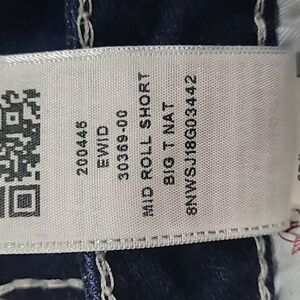 200445
EWID
30369-00
MID ROLL SHORT
BIG T NAT
8NWSJ18G03442